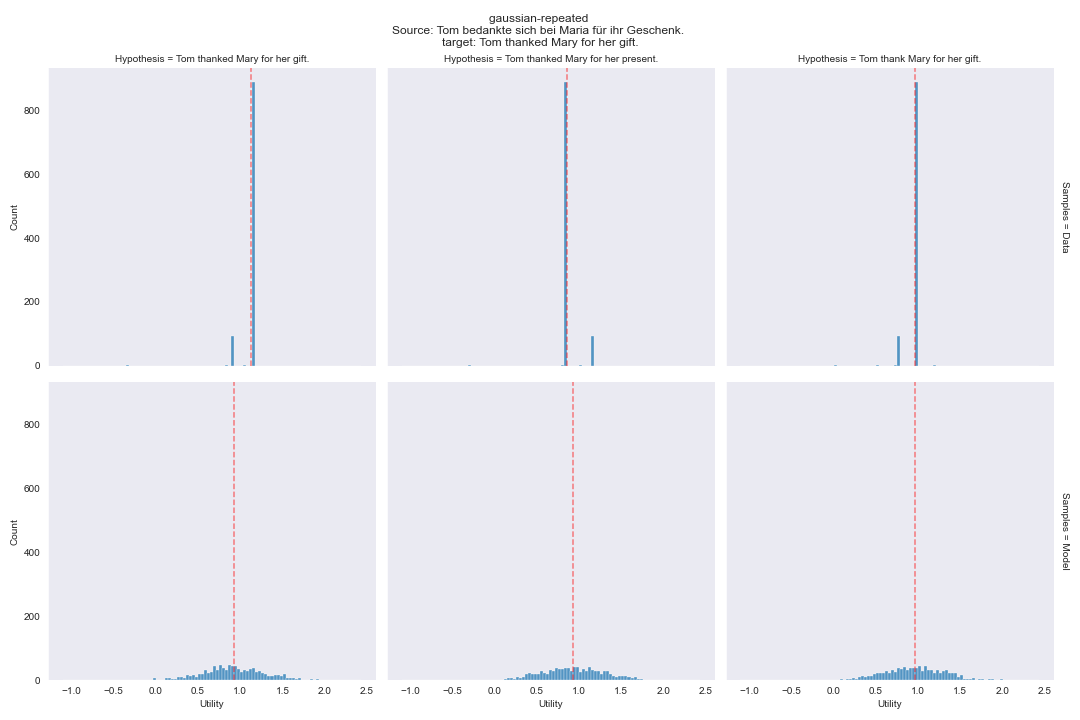 gaussian-repeated
Source: Tom bedankte sich bei Maria für ihr Geschenk.
target: Tom thanked Mary for her gift.
Hypothesis = Tom thanked Mary for her gift.
Hypothesis = Tom thanked Mary for her present.
Hypothesis = Tom thank Mary for her gift.
800
600
400
200
0
Count
Samples = Data
800
600
400
200
0
Count
Samples = Model
−1.0 −0.5 0.0 0.5 1.0 1.5 2.0 2.5
−1.0 −0.5 0.0 0.5 1.0 1.5 2.0 2.5
−1.0 −0.5 0.0 0.5 1.0 1.5 2.0 2.5
Utility
Utility
Utility